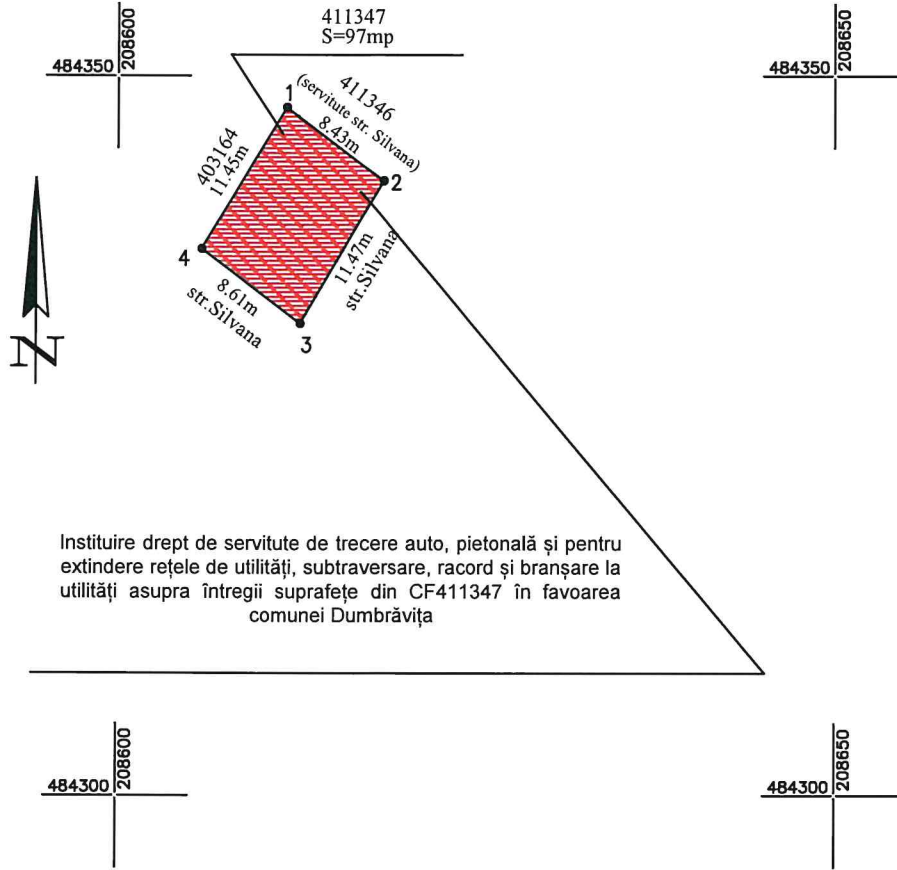 411347
S=97mp
484350
208600
484350
208650
1
411346
(servitute str. Silvana)
8.43m
2
403164
11.45m
4
11.47m
str.Silvana
8.61m
str.Silvana
3
N
Instituire drept de servitute de trecere auto, pietonală și pentru
extindere rețele de utilități, subtraversare, racord și branșare la
utilități asupra întregii suprafețe din CF411347 în favoarea
comunei Dumbrăvița
484300
208600
484300
208650